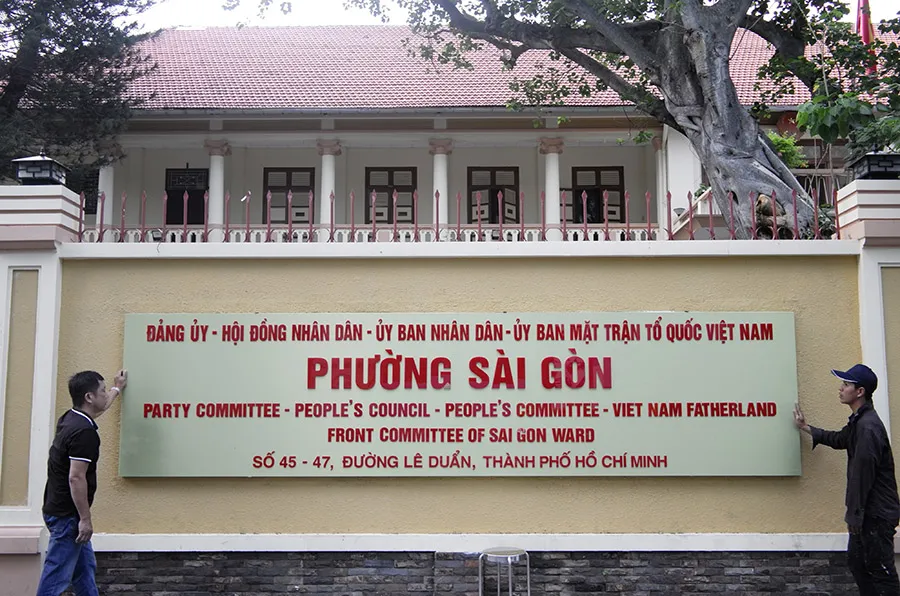 ĐẢNG ỦY - HỘI ĐỒNG NHÂN DÂN - ỦY BAN NHÂN DÂN - ỦY BAN MẶT TRẬN TỔ QUỐC VIỆT NAM
PHƯỜNG SÀI GÒN
PARTY COMMITTEE - PEOPLE'S COUNCIL - PEOPLE'S COMMITTEE - VIET NAM FATHERLAND
FRONT COMMITTEE OF SAI GON WARD
SỐ 45 - 47, ĐƯỜNG LÊ DUẨN, THÀNH PHỐ HỒ CHÍ MINH